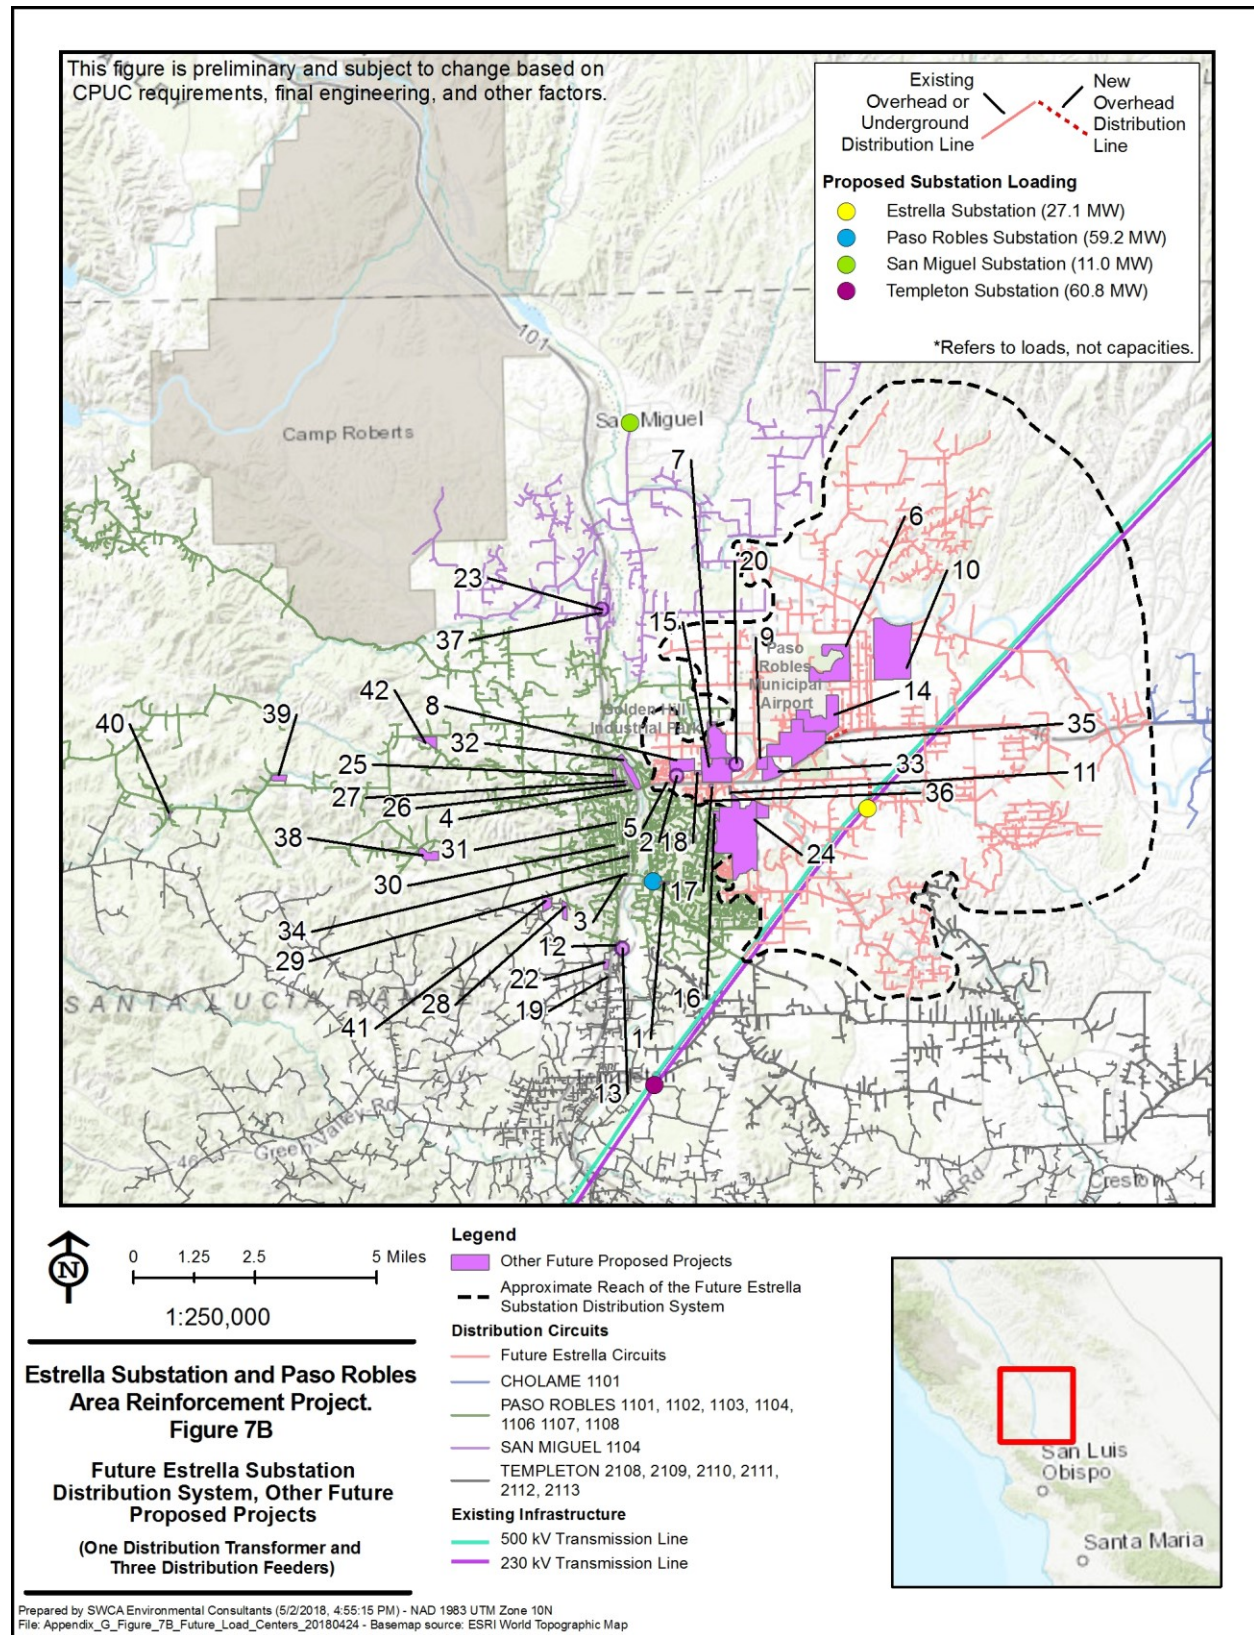 This figure is preliminary and subject to change based on
CPUC requirements, final engineering, and other factors.
Existing
Overhead or
Underground
Distribution Line
New
Overhead
Distribution
Line
Proposed Substation Loading
Estrella Substation (27.1 MW)
Paso Robles Substation (59.2 MW)
San Miguel Substation (11.0 MW)
Templeton Substation (60.8 MW)
*Refers to loads, not capacities.
101
Camp Roberts
Sa Miguel
7
6
20
10
23
15
9
37
Paso
Robles
Municipal
Airport
42
8
14
40
39
Golden Hill
Industrial Park
35
32
46
25
33
11
27
26
36
4
5
2
18
38
31
24
30
17
34
3
29
12
22
28
16
SANTA LUCIA RAN
41
19
1
13
Green Valley Rd
46
Creston
N
0 1.25 2.5 5 Miles
1:250,000
Estrella Substation and Paso Robles
Area Reinforcement Project.
Figure 7B
Future Estrella Substation
Distribution System, Other Future
Proposed Projects
(One Distribution Transformer and
Three Distribution Feeders)
Legend
Other Future Proposed Projects
Approximate Reach of the Future Estrella
Substation Distribution System
Distribution Circuits
Future Estrella Circuits
CHOLAME 1101
PASO ROBLES 1101, 1102, 1103, 1104,
1106 1107, 1108
SAN MIGUEL 1104
TEMPLETON 2108, 2109, 2110, 2111,
2112, 2113
Existing Infrastructure
500 kV Transmission Line
230 kV Transmission Line
San Luis
Obispo
Santa Maria
Prepared by SWCA Environmental Consultants (5/2/2018, 4:55:15 PM) - NAD 1983 UTM Zone 10N
File: Appendix_G_Figure_7B_Future_Load_Centers_20180424 - Basemap source: ESRI World Topographic Map